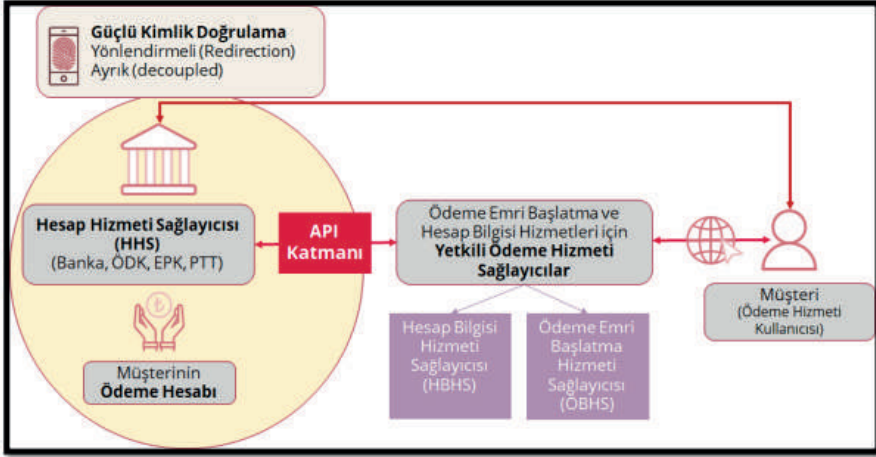 Güçlü Kimlik Doğrulama
Yönlendirmeli (Redirection)
Ayrık (decoupled)
Hesap Hizmeti Sağlayıcısı
(HHS)
(Banka, ÖDK, EPK, PTT)
API
Katmanı
Ödeme Emri Başlatma ve
Hesap Bilgisi Hizmetleri için
Yetkili Ödeme Hizmeti
Sağlayıcılar
Müşteri
(Ödeme Hizmeti
Kullanıcısı)
Hesap Bilgisi
Hizmeti
Sağlayıcısı
(HBHS)
Ödeme Emri
Başlatma
Hizmeti
Sağlayıcısı
(ÖBHS)
₺
Müşterinin
Ödeme Hesabı